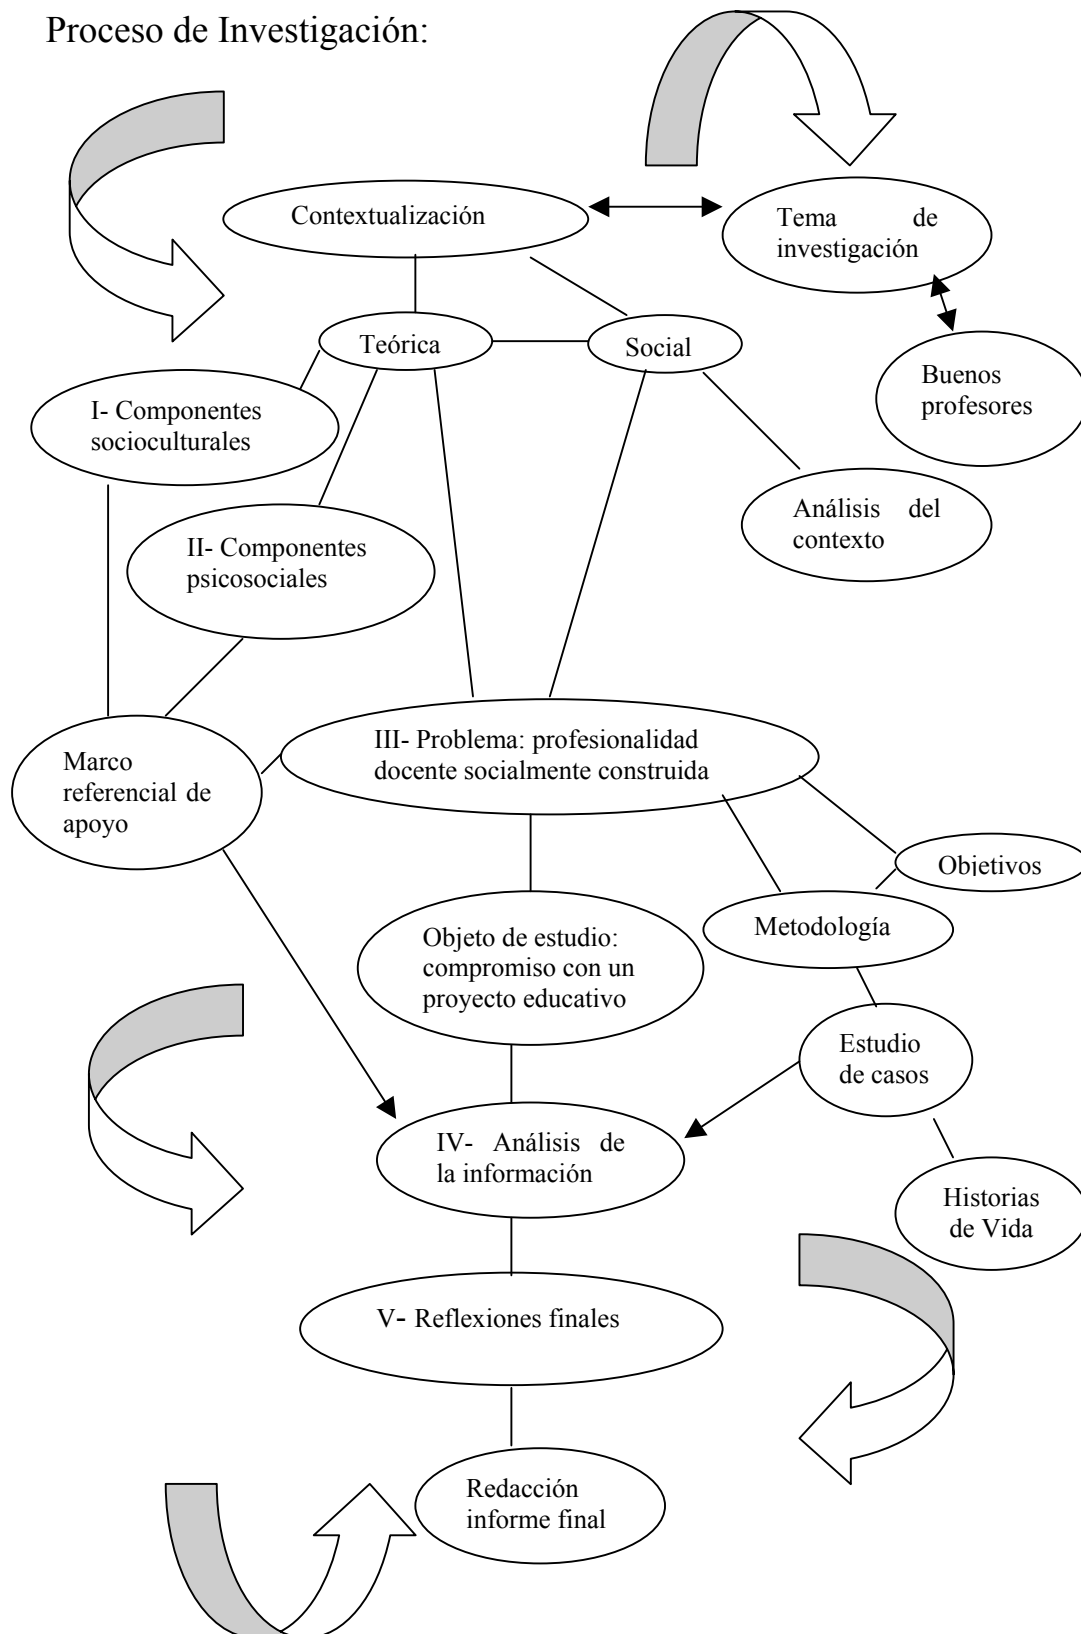 Proceso de Investigación:
Contextualización
Tema de
investigación
Teórica
Social
Buenos
profesores
I- Componentes
socioculturales
Análisis del
contexto
II- Componentes
psicosociales
III- Problema: profesionalidad
docente socialmente construida
Marco
referencial de
apoyo
Objetivos
Metodología
Objeto de estudio:
compromiso con un
proyecto educativo
Estudio
de casos
IV- Análisis de
la información
Historias
de Vida
V- Reflexiones finales
Redacción
informe final